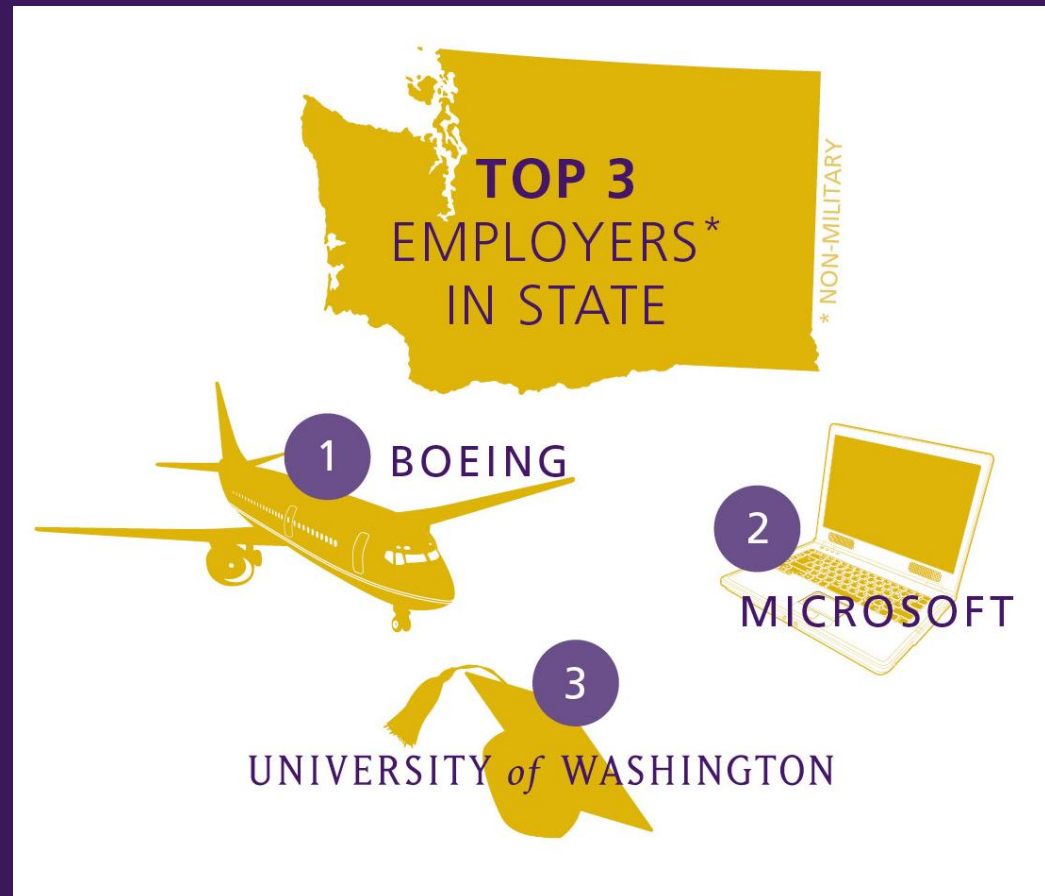 TOP 3
EMPLOYERS*
IN STATE
* NON-MILITARY
1 BOEING
2
MICROSOFT
3
UNIVERSITY of WASHINGTON